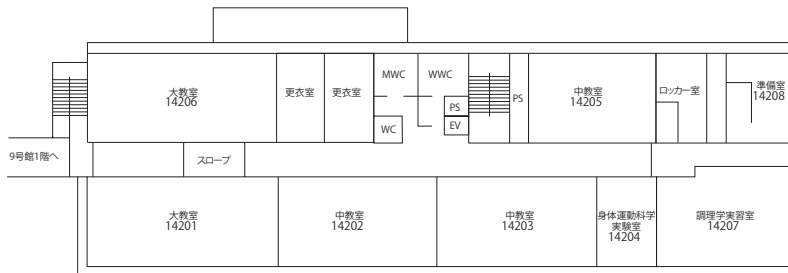 大教室
14206
更衣室
更衣室
MWC
WWC
WC
PS
EV
PS
中教室
14205
ロッカー室
準備室
14208
9号館1階へ
スロープ
大教室
14201
中教室
14202
中教室
14203
身体運動科学
実験室
14204
調理学実習室
14207